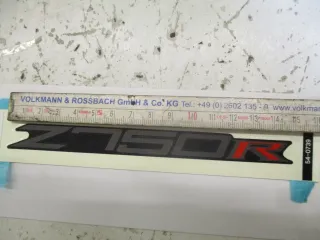 VOLKMANN & ROSSBACH GmbH & Co. KG Tel.: +49 (0) 2602 135 - 0 www.volkmann
Z750R
54-0739